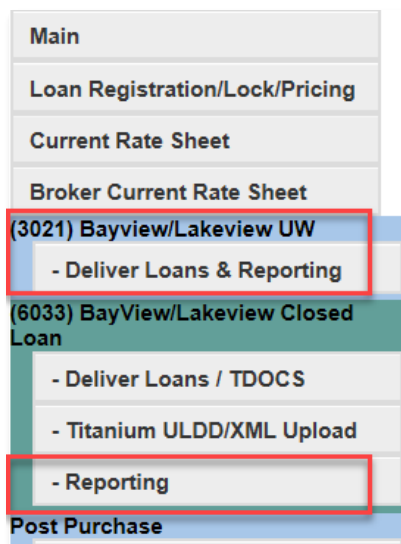 Main
Loan Registration/Lock/Pricing
Current Rate Sheet
Broker Current Rate Sheet
(3021) Bayview/Lakeview UW
- Deliver Loans & Reporting
(6033) BayView/Lakeview Closed
Loan
- Deliver Loans / TDOCS
- Titanium ULDD/XML Upload
- Reporting
Post Purchase